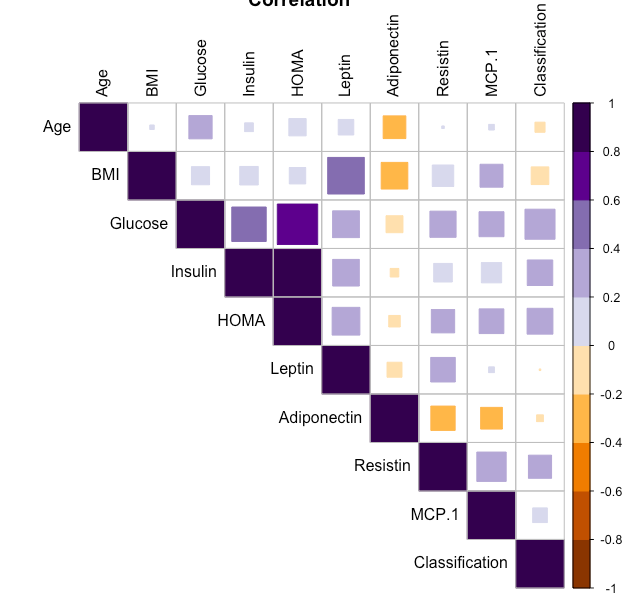 Correlation
Age
BMI
Glucose
Insulin
HOMA
Leptin
Adiponectin
Resistin
MCP.1
Classification
Age
BMI
Glucose
Insulin
HOMA
Leptin
Adiponectin
Resistin
MCP.1
Classification
1
0.8
0.6
0.4
0.2
0
-0.2
-0.4
-0.6
-0.8
-1